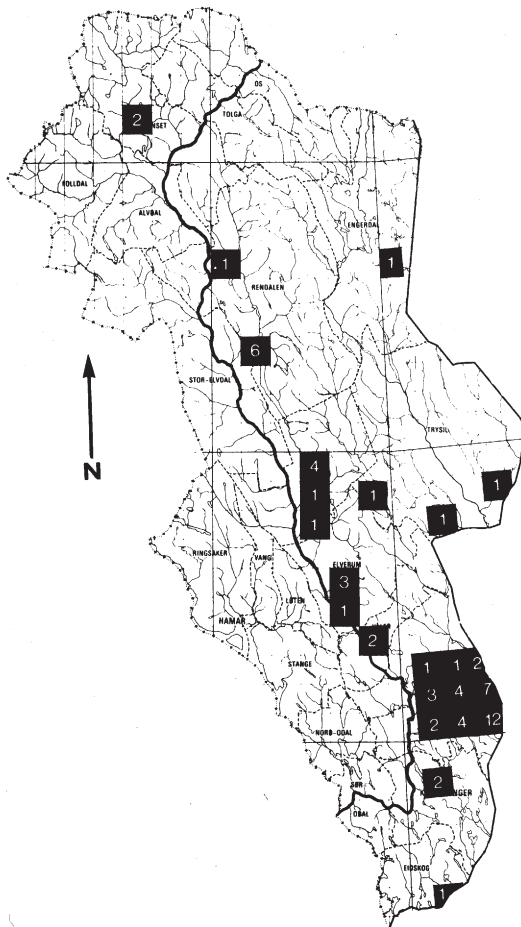 OS
2
TOLGA
NSET
FOLLDAL
ALVDAL
ENGERDAL
1
1
RENDALEN
6
STOR-ELVDAL
TRYSIL
N
4
1
1
1
1
1
RINGSAKER
VANG
ELVERUM
3
LØTEN
1
HAMAR
2
STANGE
1 1 2
3 4 7
2 4 12
NORD-ODAL
2
SØR
NGER
ODAL
EIDSKOG
1